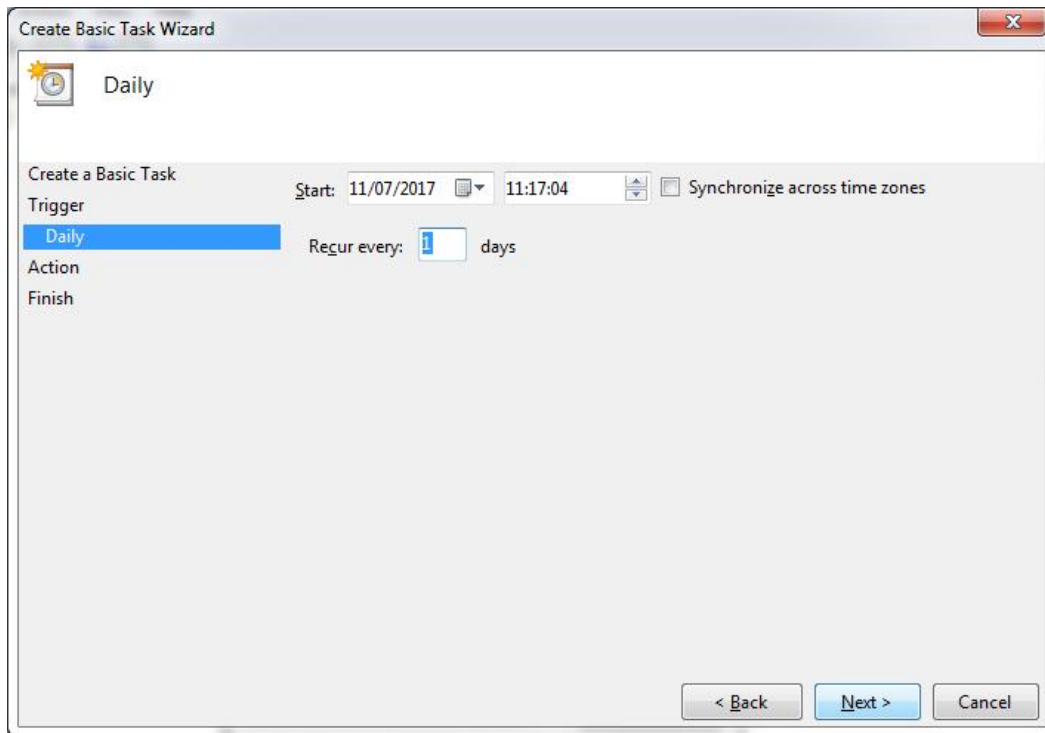 Create Basic Task Wizard
Daily
Create a Basic Task
Trigger
Daily
Action
Finish
Start: 11/07/2017 11:17:04 Synchronize across time zones
Recur every: 1 days
< Back Next > Cancel